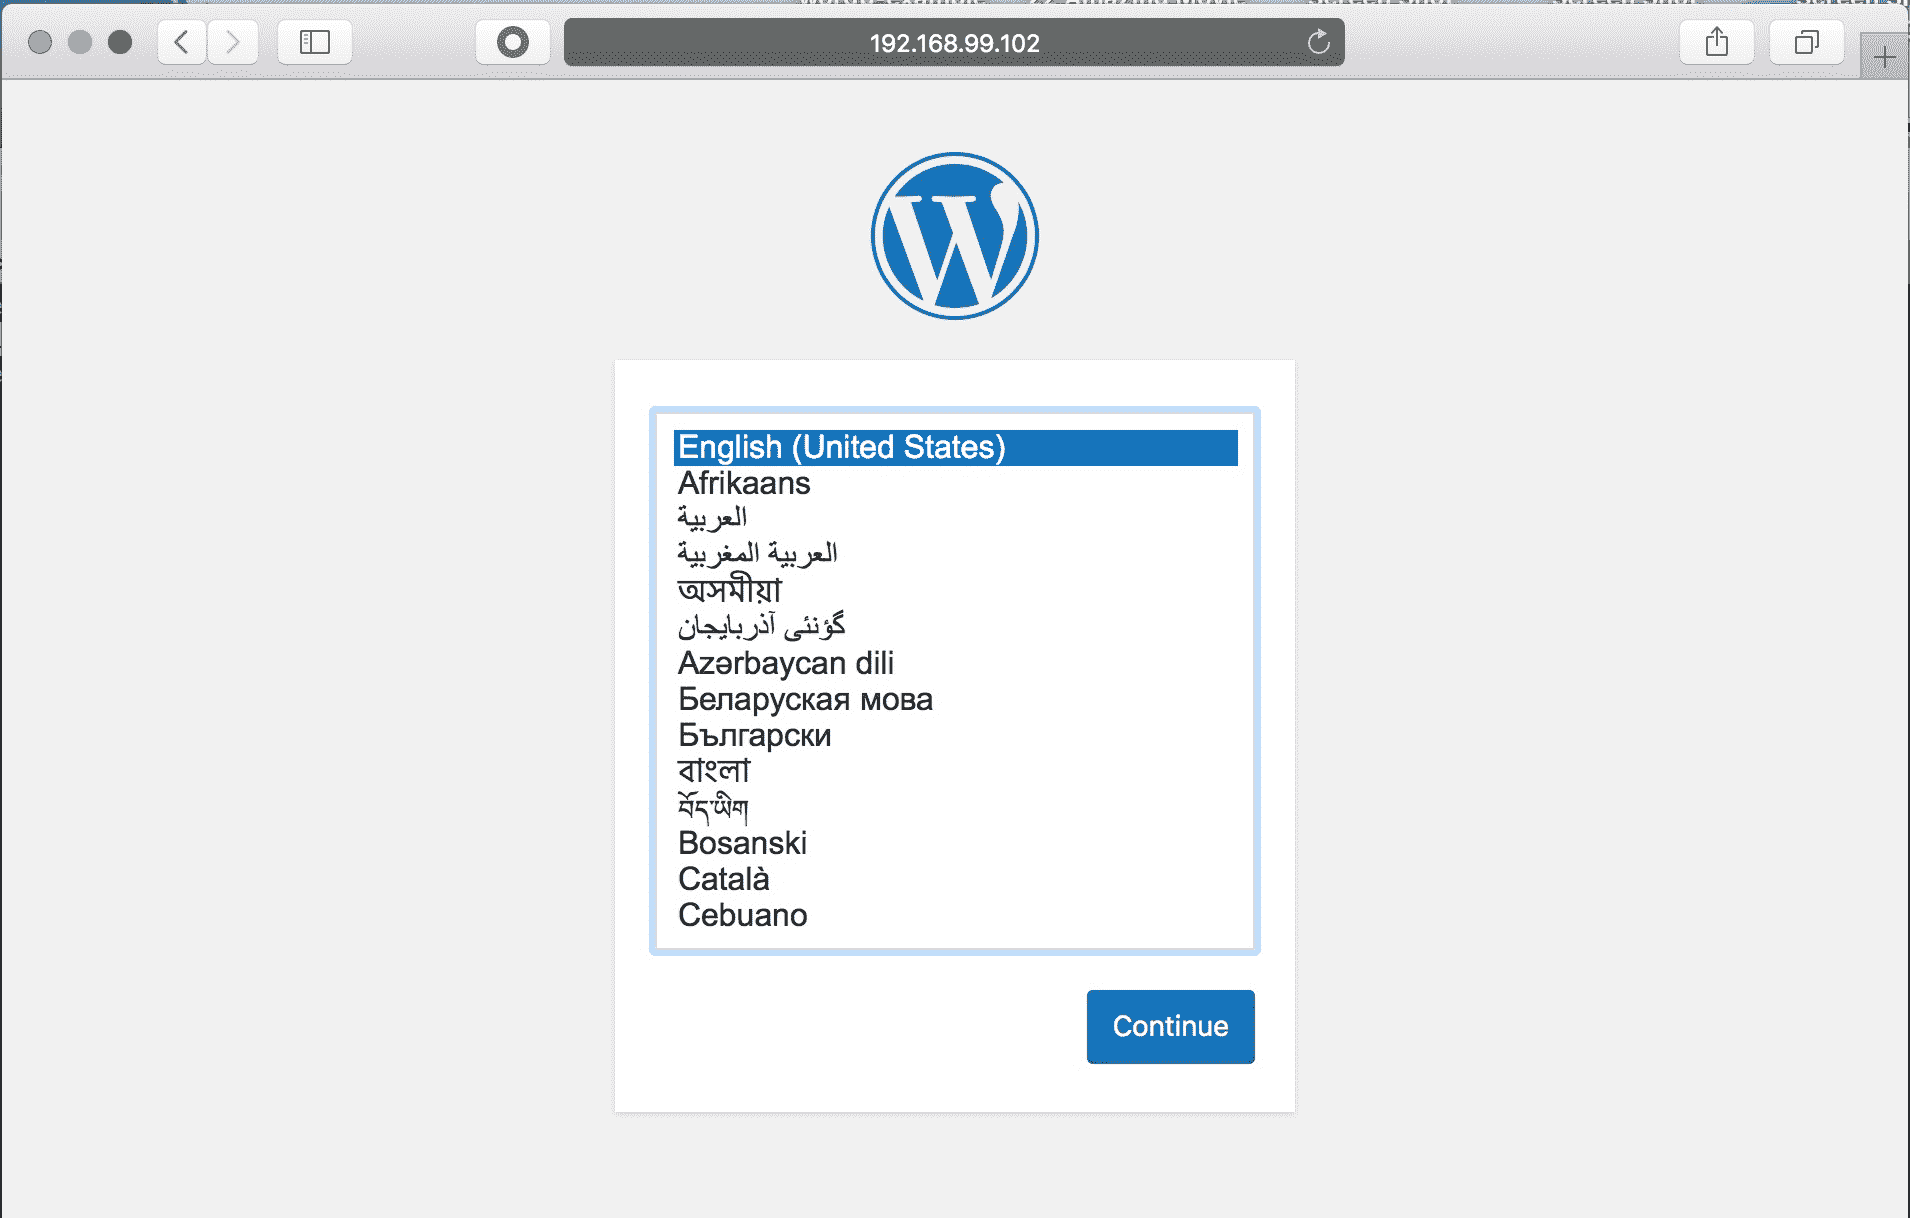 192.168.99.102
English (United States)
Afrikaans
العربية
العربية المغربية
অসমীয়া
گؤنئی آذربایجان
Azərbaycan dili
Беларуская мова
Български
বাংলা
བོད་ཡིག
Bosanski
Català
Cebuano
Continue